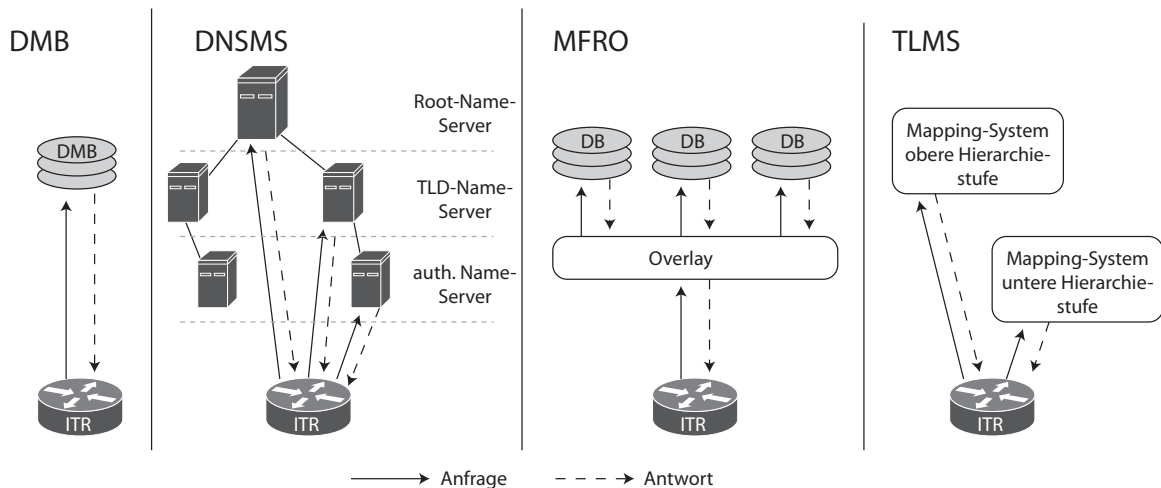 DMB
DMB
ITR
DNSMS
Root-Name-
Server
TLD-Name-
Server
auth. Name-
Server
ITR
MFRO
DB
DB
DB
Overlay
ITR
TLMS
Mapping-System
obere Hierarchie-
stufe
Mapping-System
untere Hierarchie-
stufe
ITR
Anfrage
Antwort